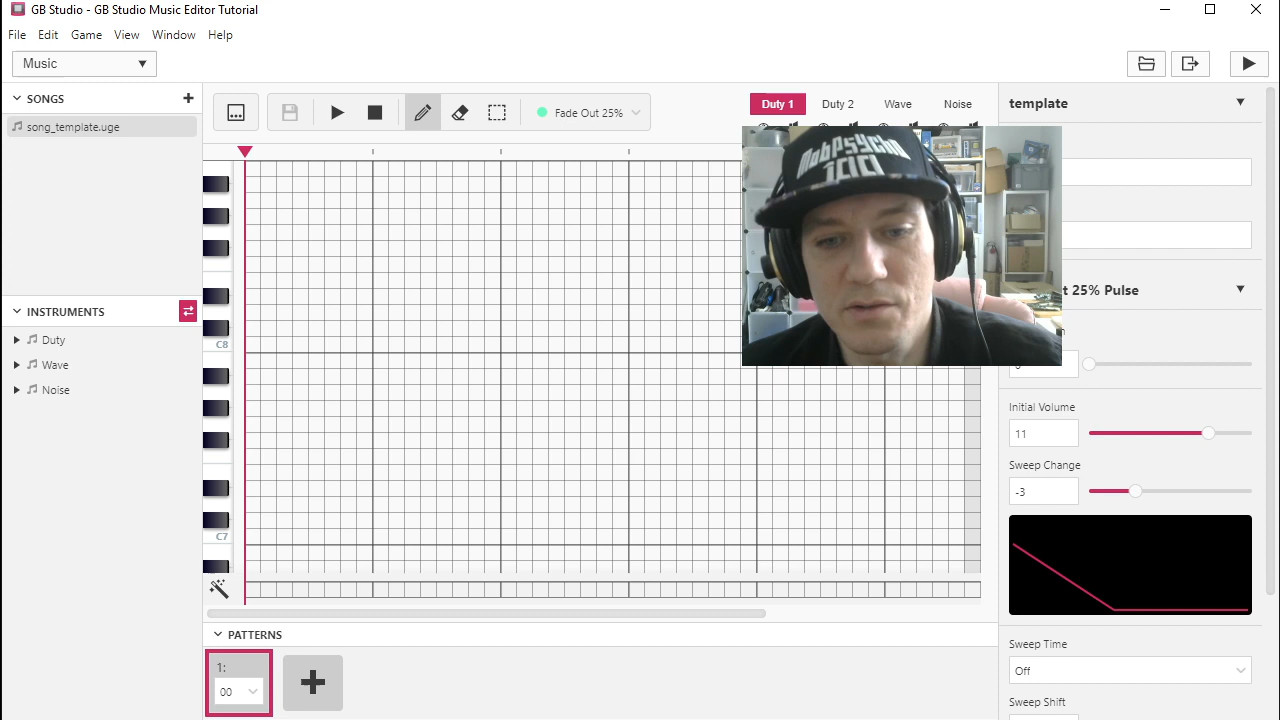 GB Studio - GB Studio Music Editor Tutorial
File Edit Game View Window Help
Music
SONGS
song_template.uge
Fade Out 25%
Duty 1 Duty 2 Wave Noise
template
MobPsycho
100
t 25% Pulse
INSTRUMENTS
Duty
Wave
Noise
C8
C7
Initial Volume
11
Sweep Change
-3
Sweep Time
Off
Sweep Shift
PATTERNS
1:
00